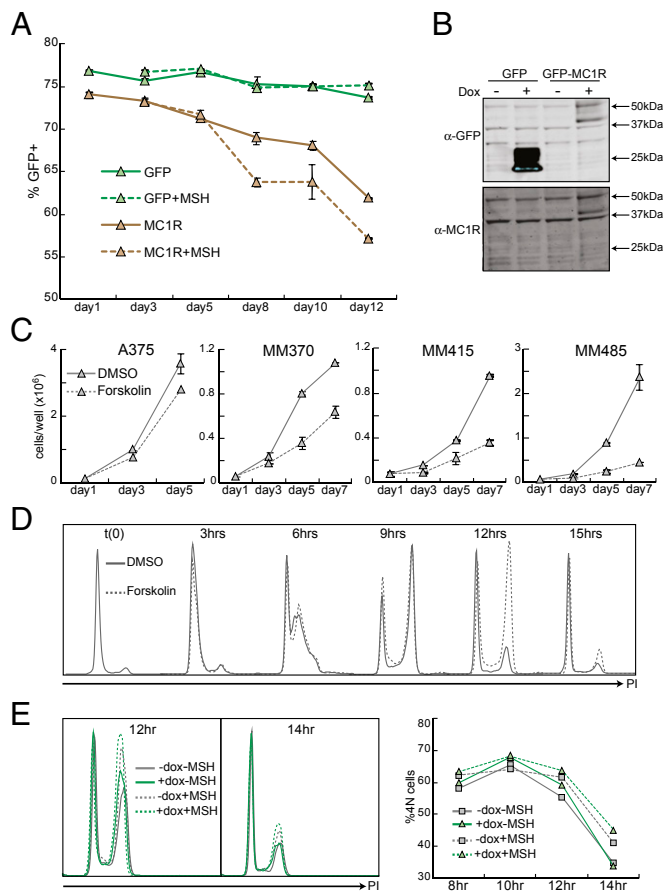 A
% GFP+
80
75
70
65
60
55
50
GFP
GFP+MSH
MC1R
MC1R+MSH
day1 day3 day5 day8 day10 day12
B
GFP GFP-MC1R
Dox - + - +
α-GFP
50kDa
37kDa
25kDa
α-MC1R
50kDa
37kDa
25kDa
C
cells/well (x10⁶)
A375
DMSO
Forskolin
6
4
2
0
day1 day3 day5
MM370
1.2
0.8
0.4
0
day1 day3 day5 day7
MM415
1.2
0.8
0.4
0
day1 day3 day5 day7
MM485
3
2
1
0
day1 day3 day5 day7
D
t(0) 3hrs 6hrs 9hrs 12hrs 15hrs
DMSO
Forskolin
PI
E
12hr 14hr
-dox-MSH
+dox-MSH
-dox+MSH
+dox+MSH
PI
%4N cells
80
70
60
50
40
30
-dox-MSH
+dox-MSH
-dox+MSH
+dox+MSH
8hr 10hr 12hr 14hr